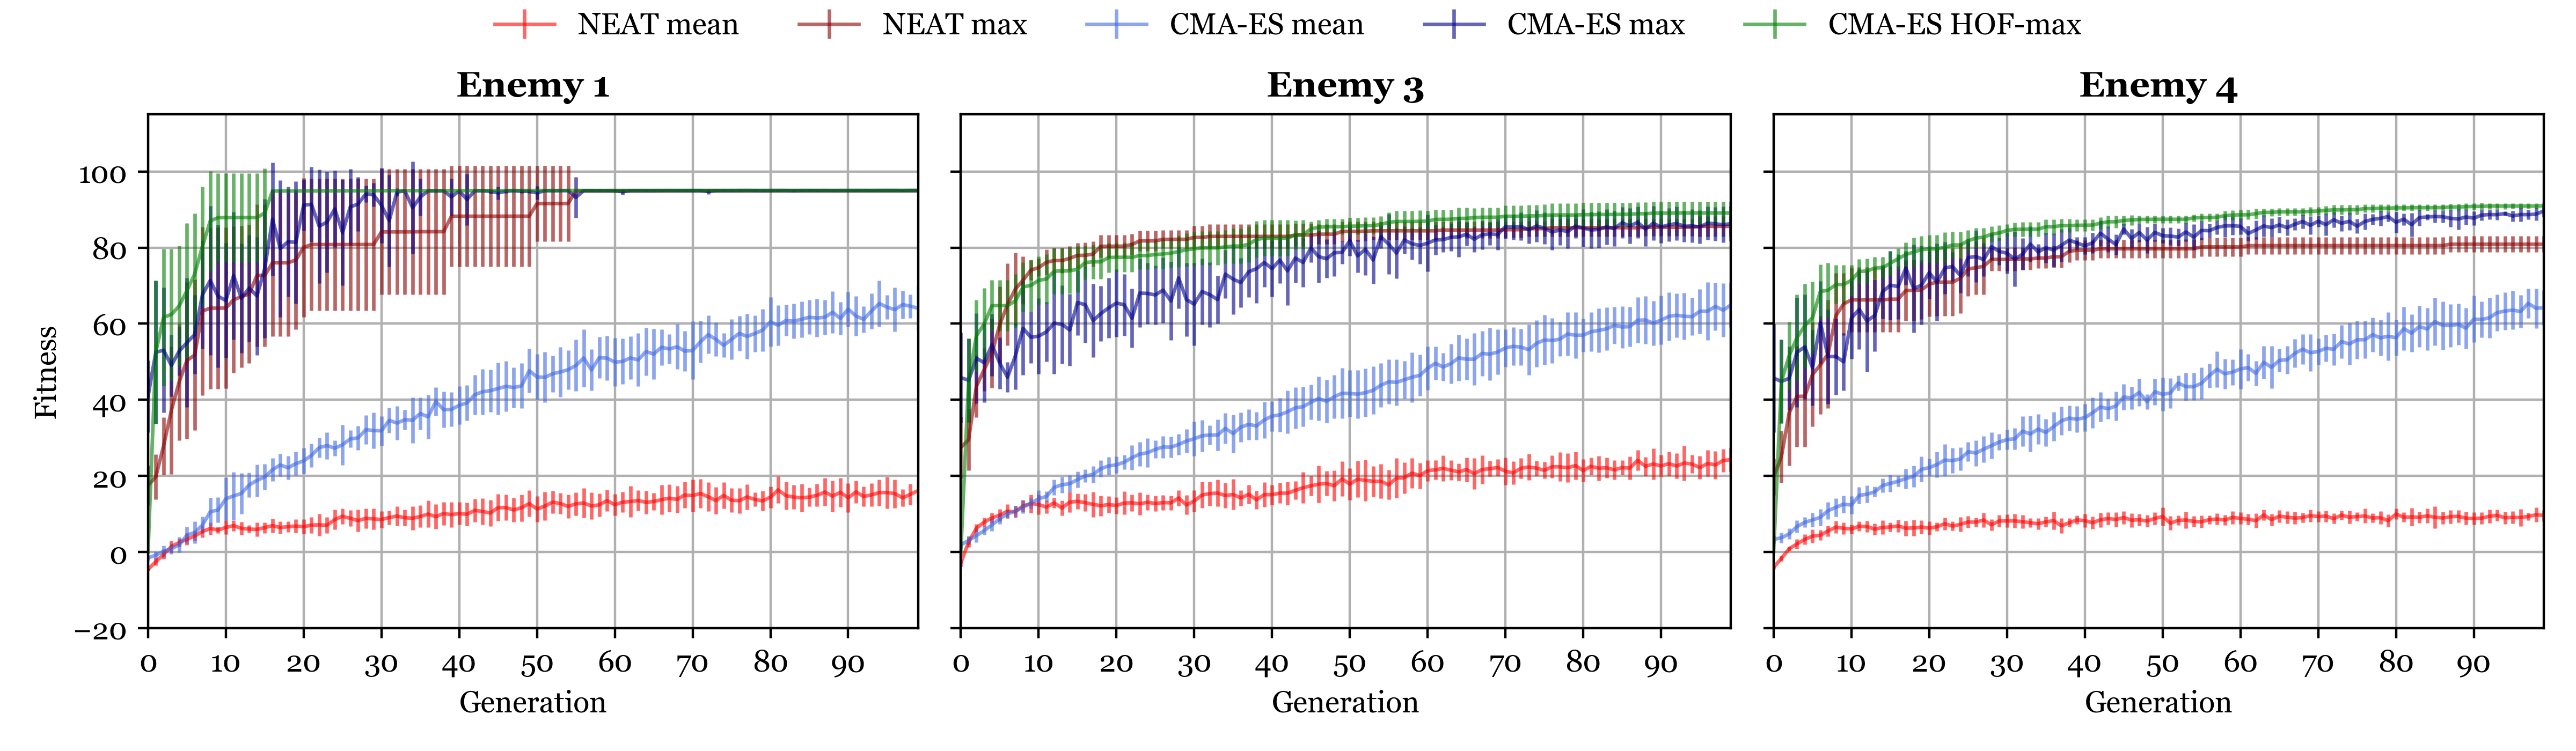 NEAT mean NEAT max CMA-ES mean CMA-ES max CMA-ES HOF-max
Enemy 1 Enemy 3 Enemy 4
100
80
60
40
20
0
−20
Fitness
0 10 20 30 40 50 60 70 80 90 0 10 20 30 40 50 60 70 80 90 0 10 20 30 40 50 60 70 80 90
Generation Generation Generation